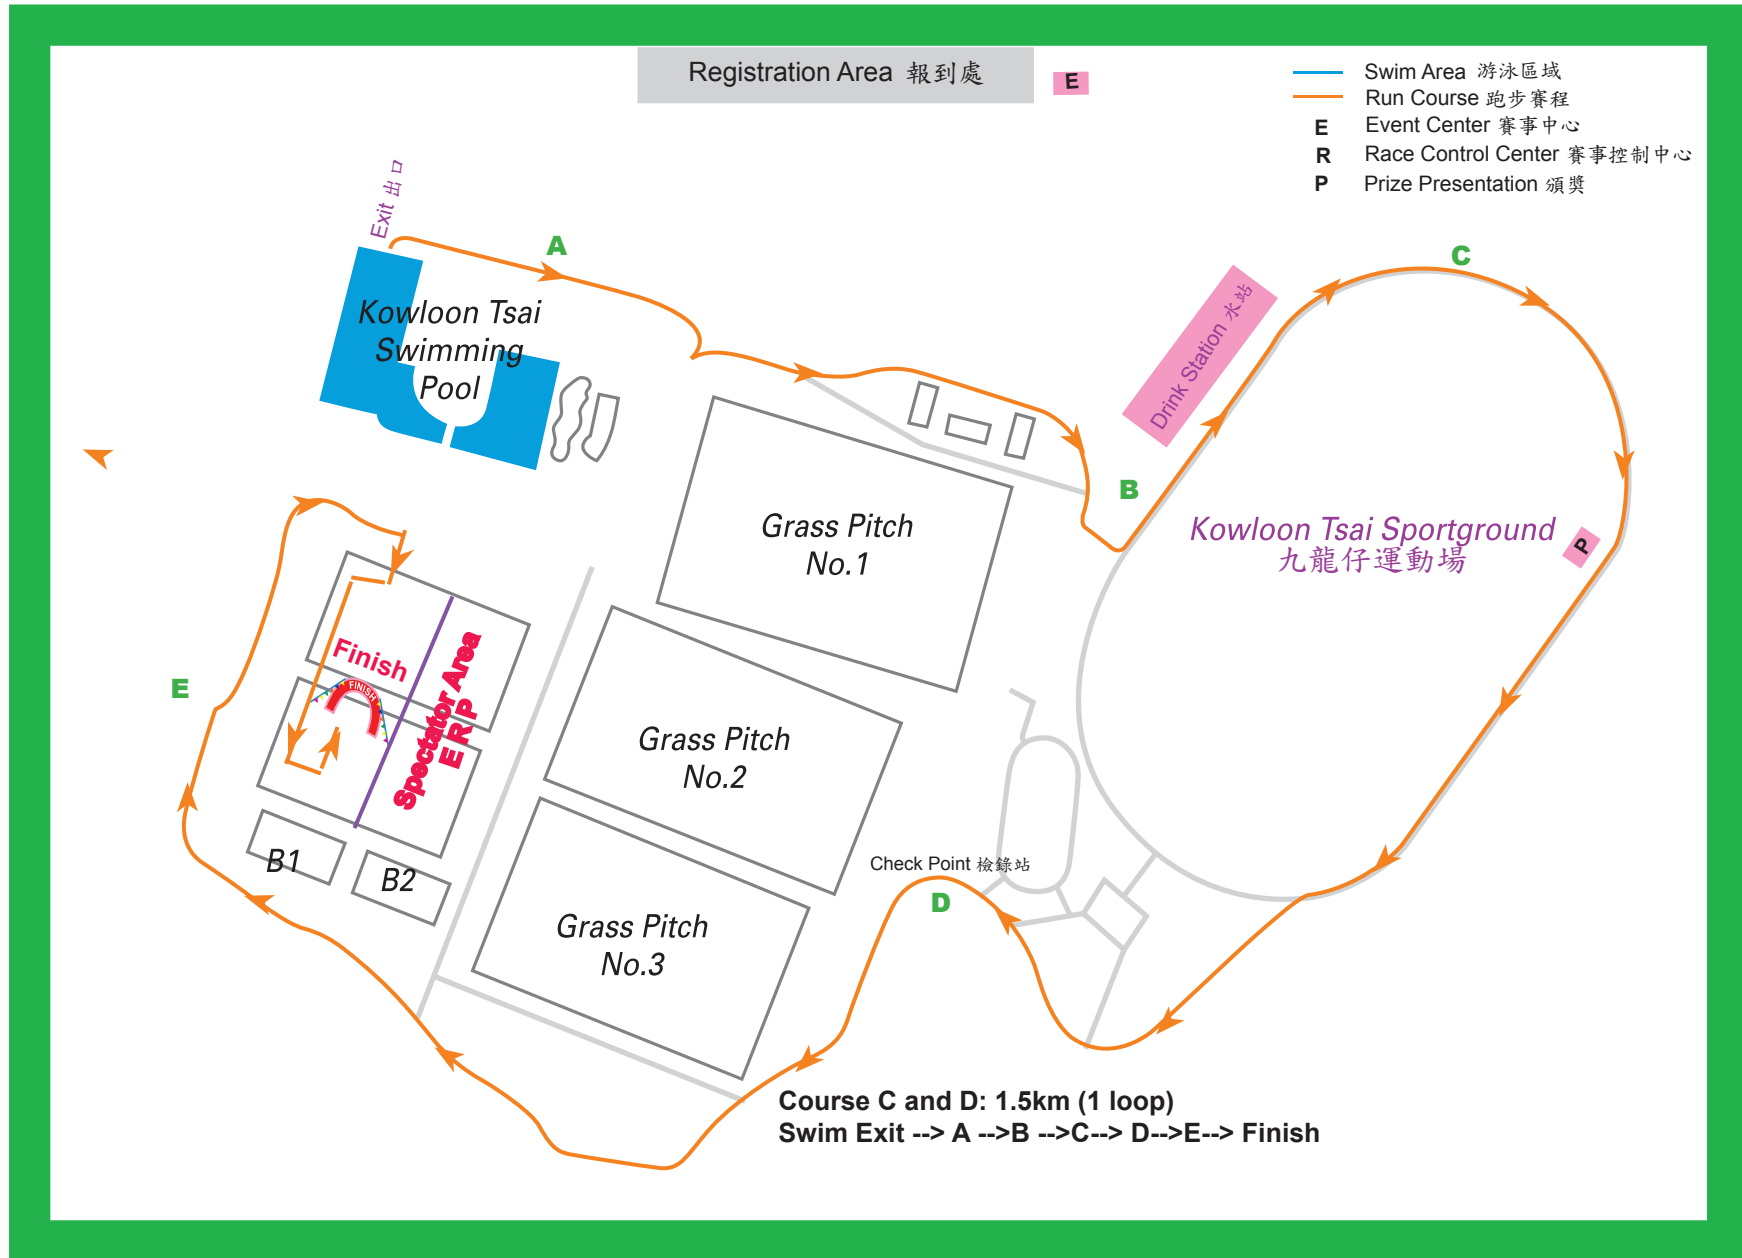 Registration Area 報到處
E
Swim Area 游泳區域
Run Course 跑步賽程
E Event Center 賽事中心
R Race Control Center 賽事控制中心
P Prize Presentation 頒獎
Exit 出口
A
C
Kowloon Tsai
Swimming
Pool
Drink Station 水站
B
Grass Pitch
No.1
Kowloon Tsai Sportground
九龍仔運動場
P
Finish
FINISH
Spectator Area
E R P
E
Grass Pitch
No.2
B1
B2
Check Point 檢錄站
D
Grass Pitch
No.3
Course C and D: 1.5km (1 loop)
Swim Exit --> A -->B -->C--> D-->E--> Finish